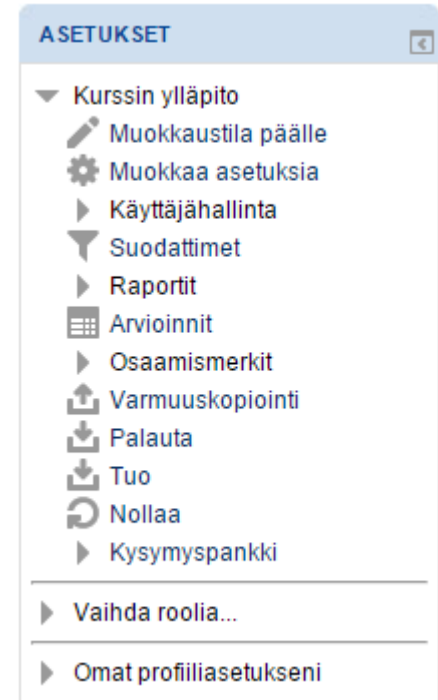 ASETUKSET
Kurssin ylläpito
Muokkaustila päälle
Muokkaa asetuksia
Käyttäjähallinta
Suodattimet
Raportit
Arvioinnit
Osaamismerkit
Varmuuskopiointi
Palauta
Tuo
Nollaa
Kysymyspankki
Vaihda roolia...
Omat profiiliasetukseni